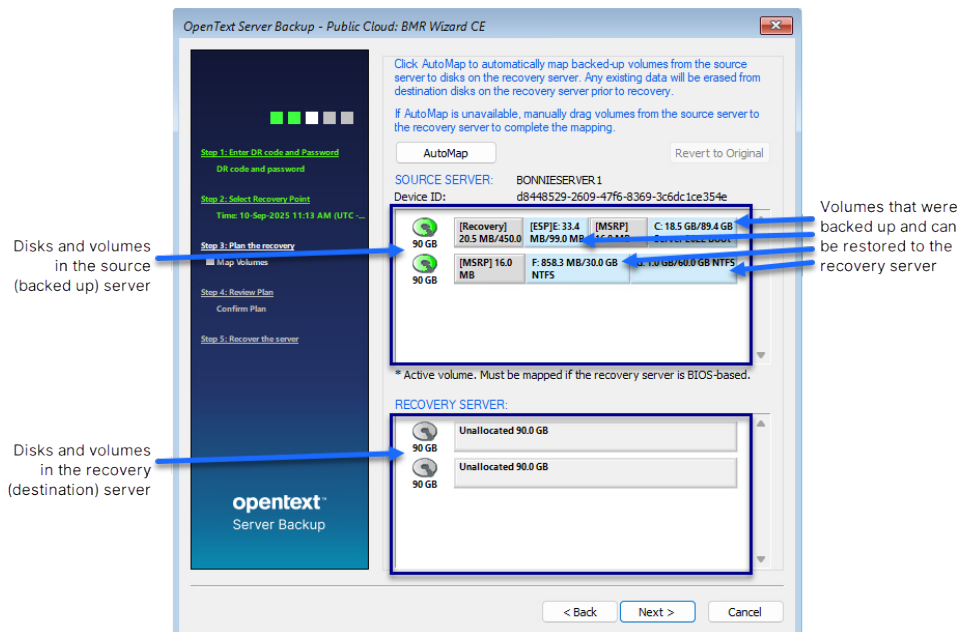 OpenText Server Backup - Public Cloud: BMR Wizard CE
Click AutoMap to automatically map backed-up volumes from the source
server to disks on the recovery server. Any existing data will be erased from
destination disks on the recovery server prior to recovery.
If AutoMap is unavailable, manually drag volumes from the source server to
the recovery server to complete the mapping.
AutoMap
Revert to Original
SOURCE SERVER: BONNIESERVER1
Device ID: d8448529-2609-47f6-8369-3c6dc1ce354e
Step 1: Enter DR code and Password
DR code and password
Step 2: Select Recovery Point
Time: 10-Sep-2025 11:13 AM (UTC -...
Step 3: Plan the recovery
Map Volumes
Step 4: Review Plan
Confirm Plan
Step 5: Recover the server
opentext™
Server Backup
Disks and volumes
in the source
(backed up) server
90 GB
[Recovery]
20.5 MB/450.0
[ESP]E: 33.4
MB/99.0 MB
[MSRP]
C: 18.5 GB/89.4 GB
90 GB
[MSRP] 16.0
MB
F: 858.3 MB/30.0 GB
NTFS
1.0 GB/60.0 GB NTFS
Volumes that were
backed up and can
be restored to the
recovery server
* Active volume. Must be mapped if the recovery server is BIOS-based.
RECOVERY SERVER:
90 GB
Unallocated 90.0 GB
90 GB
Unallocated 90.0 GB
Disks and volumes
in the recovery
(destination) server
< Back
Next >
Cancel